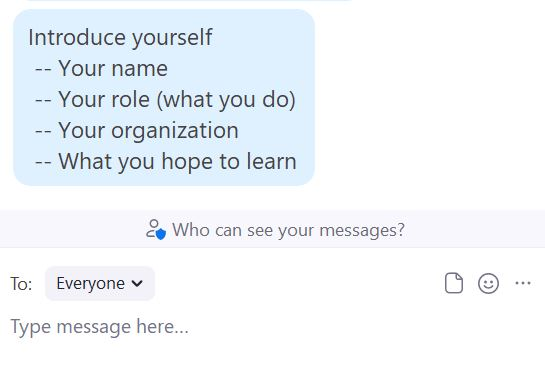 Introduce yourself
-- Your name
-- Your role (what you do)
-- Your organization
-- What you hope to learn
Who can see your messages?
To: Everyone
Type message here...